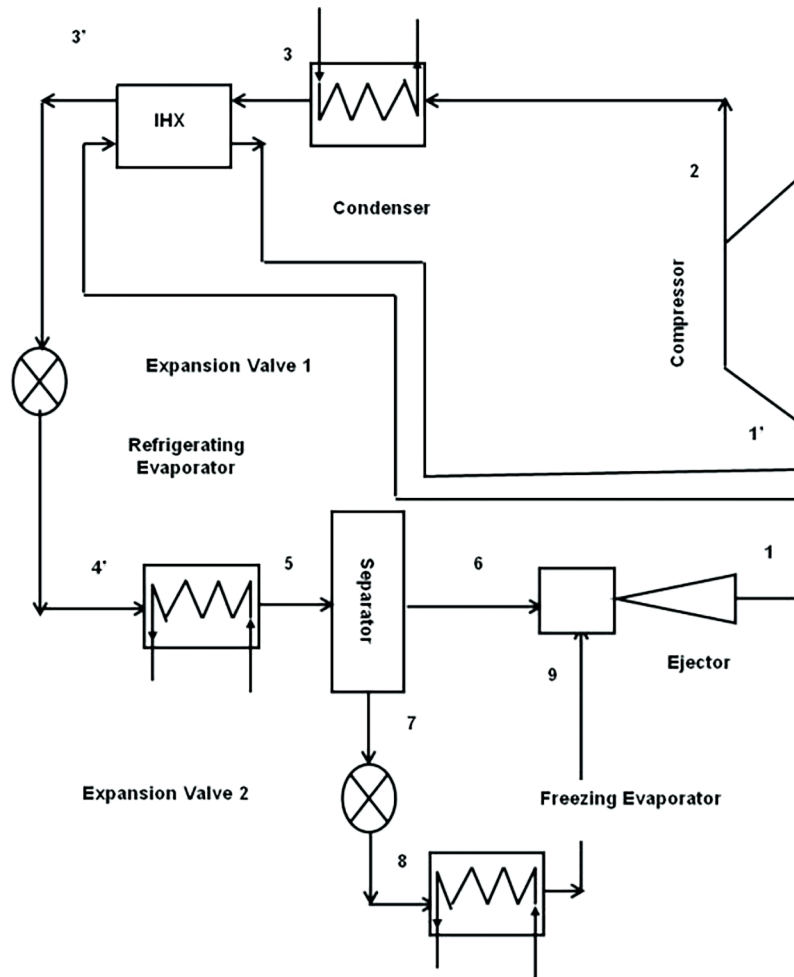 3'
3
IHX
2
Condenser
Compressor
Expansion Valve 1
1'
Refrigerating
Evaporator
4'
5
Separator
6
1
Ejector
9
7
Expansion Valve 2
Freezing Evaporator
8